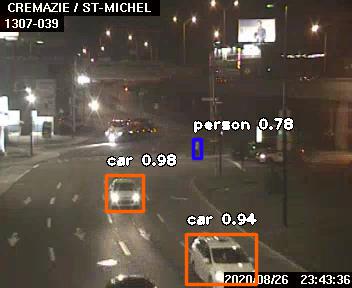 CREMAZIE / ST-MICHEL
1307-039
person 0.78
car 0.98
car 0.94
2020/08/26 23:43:36